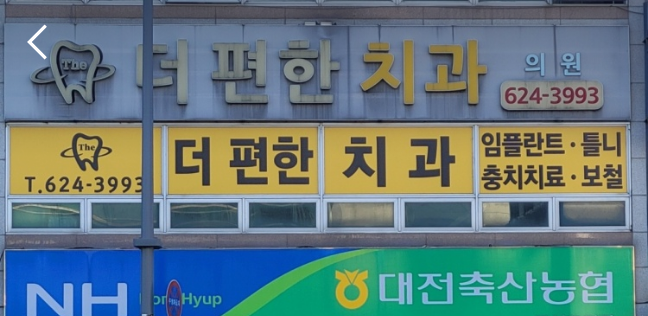 The 더 편한 치과 의원
624-3993
The 더 편한 치과 임플란트·틀니
T.624-3993 충치치료·보철
NH Hyup 대전축산농협